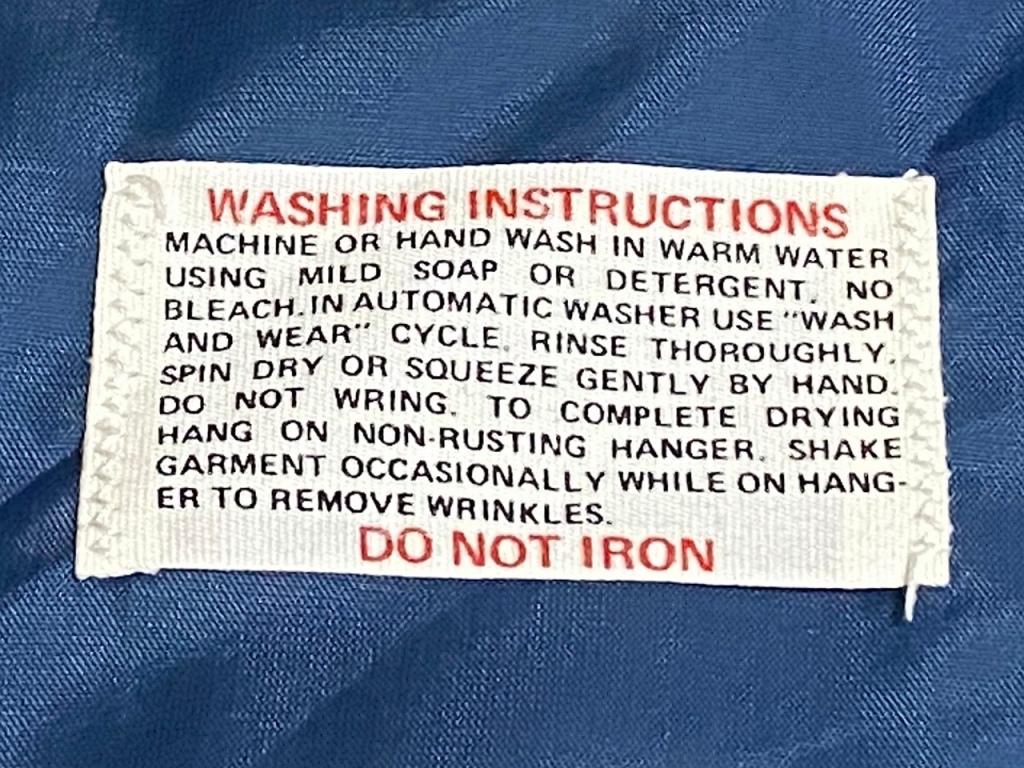 WASHING INSTRUCTIONS
MACHINE OR HAND WASH IN WARM WATER
USING MILD SOAP OR DETERGENT. NO
BLEACH. IN AUTOMATIC WASHER USE "WASH
AND WEAR" CYCLE. RINSE THOROUGHLY.
SPIN DRY OR SQUEEZE GENTLY BY HAND.
DO NOT WRING. TO COMPLETE DRYING
HANG ON NON-RUSTING HANGER. SHAKE
GARMENT OCCASIONALLY WHILE ON HANG-
ER TO REMOVE WRINKLES.
DO NOT IRON